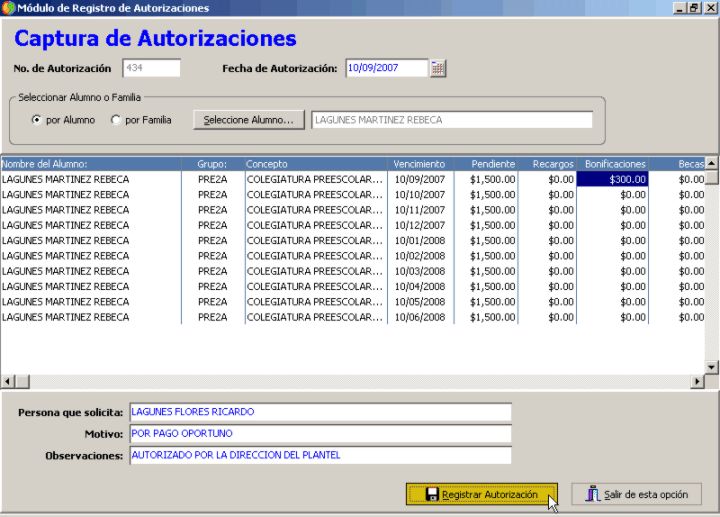 Módulo de Registro de Autorizaciones
Captura de Autorizaciones
No. de Autorización 434 Fecha de Autorización: 10/09/2007
Seleccionar Alumno o Familia
por Alumno por Familia Seleccione Alumno... LAGUNES MARTINEZ REBECA
Nombre del Alumno: Grupo: Concepto Vencimiento Pendiente Recargos Bonificaciones Becas
LAGUNES MARTINEZ REBECA PRE2A COLEGIATURA PREESCOLAR... 10/09/2007 $1,500.00 $0.00 $300.00 $0.00
LAGUNES MARTINEZ REBECA PRE2A COLEGIATURA PREESCOLAR... 10/10/2007 $1,500.00 $0.00 $0.00 $0.00
LAGUNES MARTINEZ REBECA PRE2A COLEGIATURA PREESCOLAR... 10/11/2007 $1,500.00 $0.00 $0.00 $0.00
LAGUNES MARTINEZ REBECA PRE2A COLEGIATURA PREESCOLAR... 10/12/2007 $1,500.00 $0.00 $0.00 $0.00
LAGUNES MARTINEZ REBECA PRE2A COLEGIATURA PREESCOLAR... 10/01/2008 $1,500.00 $0.00 $0.00 $0.00
LAGUNES MARTINEZ REBECA PRE2A COLEGIATURA PREESCOLAR... 10/02/2008 $1,500.00 $0.00 $0.00 $0.00
LAGUNES MARTINEZ REBECA PRE2A COLEGIATURA PREESCOLAR... 10/03/2008 $1,500.00 $0.00 $0.00 $0.00
LAGUNES MARTINEZ REBECA PRE2A COLEGIATURA PREESCOLAR... 10/04/2008 $1,500.00 $0.00 $0.00 $0.00
LAGUNES MARTINEZ REBECA PRE2A COLEGIATURA PREESCOLAR... 10/05/2008 $1,500.00 $0.00 $0.00 $0.00
LAGUNES MARTINEZ REBECA PRE2A COLEGIATURA PREESCOLAR... 10/06/2008 $1,500.00 $0.00 $0.00 $0.00
Persona que solicita: LAGUNES FLORES RICARDO
Motivo: POR PAGO OPORTUNO
Observaciones: AUTORIZADO POR LA DIRECCION DEL PLANTEL
Registrar Autorización Salir de esta opción